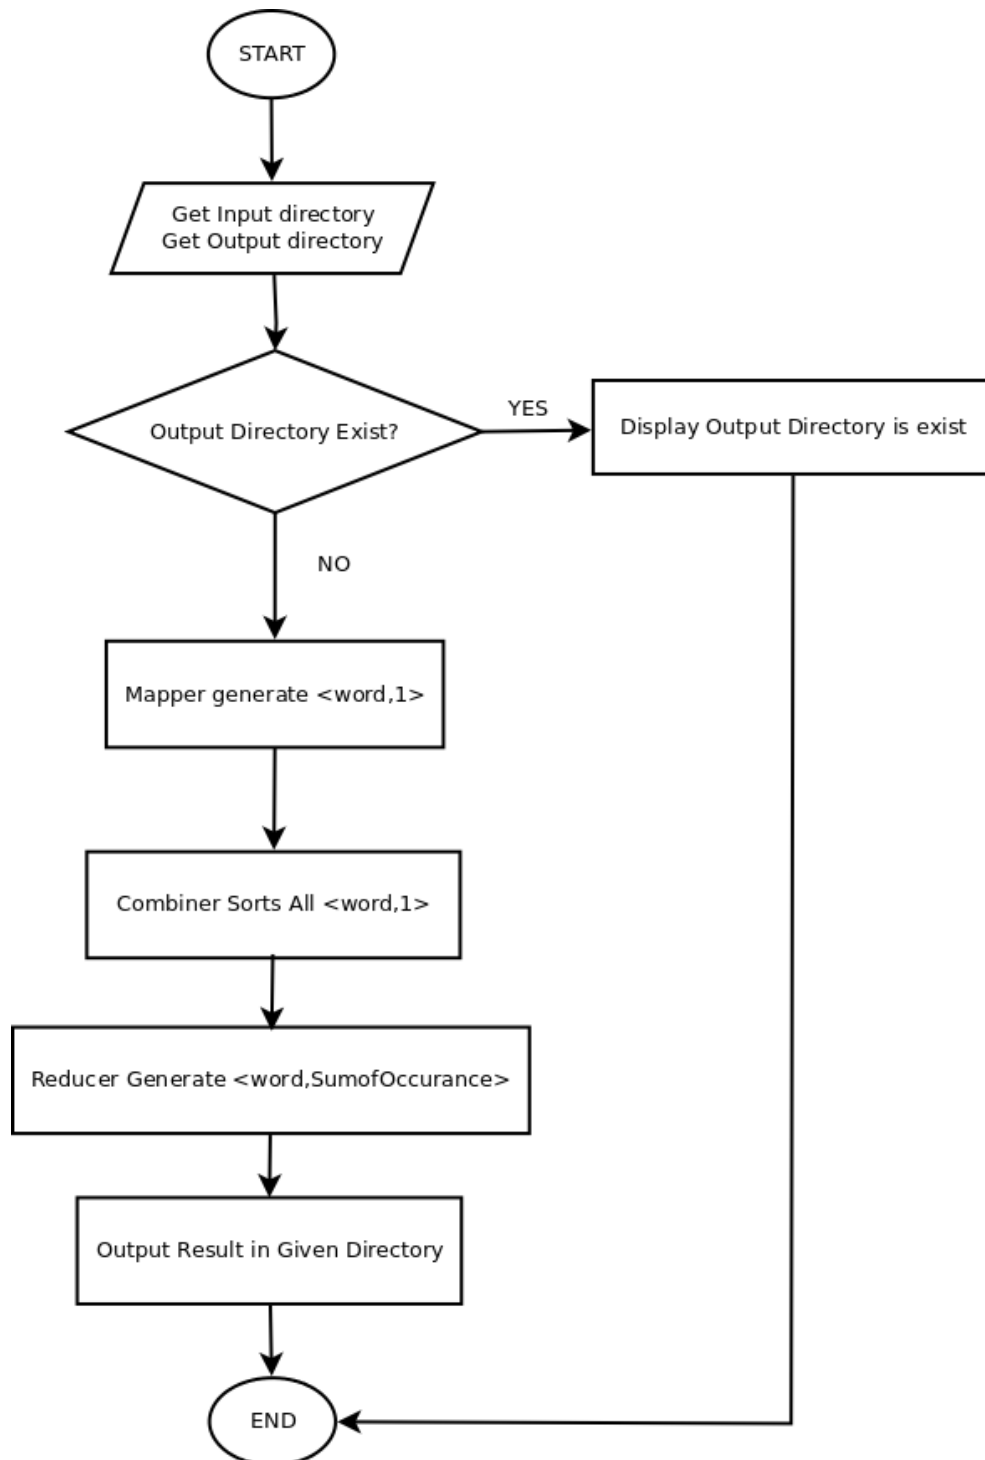 START
Get Input directory
Get Output directory
Output Directory Exist?
YES
Display Output Directory is exist
NO
Mapper generate <word,1>
Combiner Sorts All <word,1>
Reducer Generate <word,SumofOccurance>
Output Result in Given Directory
END